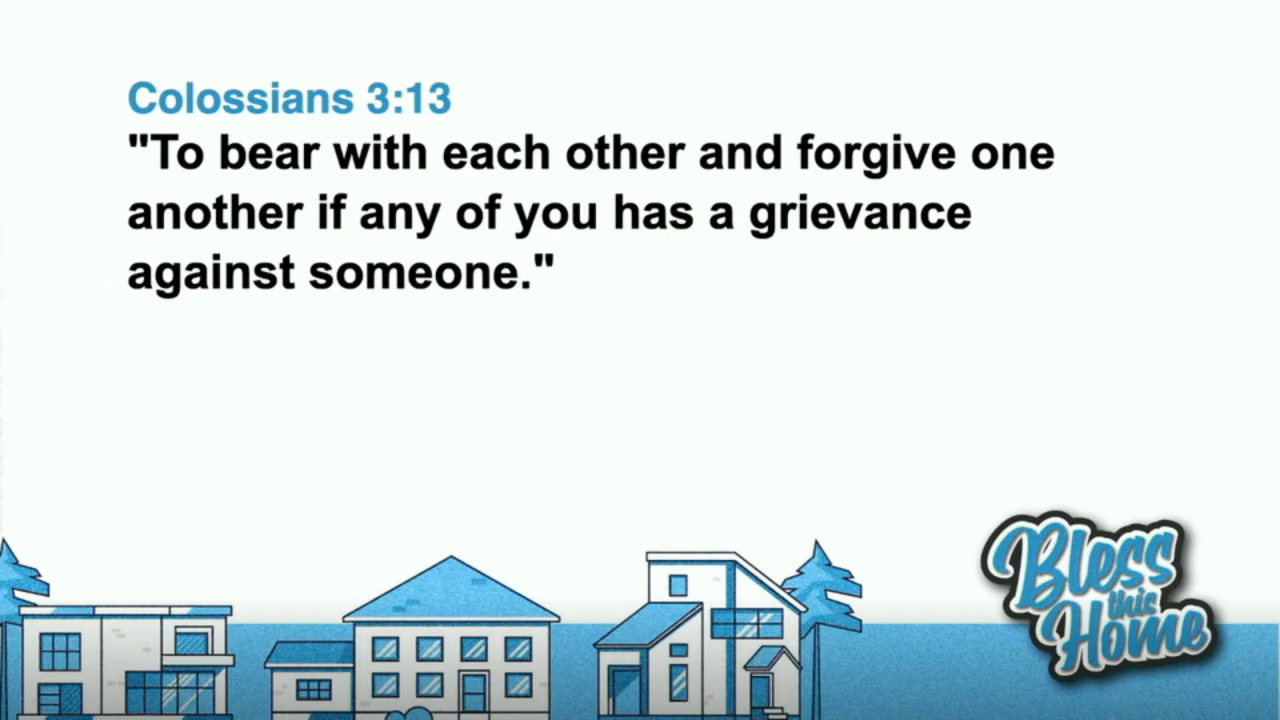 Colossians 3:13
"To bear with each other and forgive one
another if any of you has a grievance
against someone."
Bless
this
Home